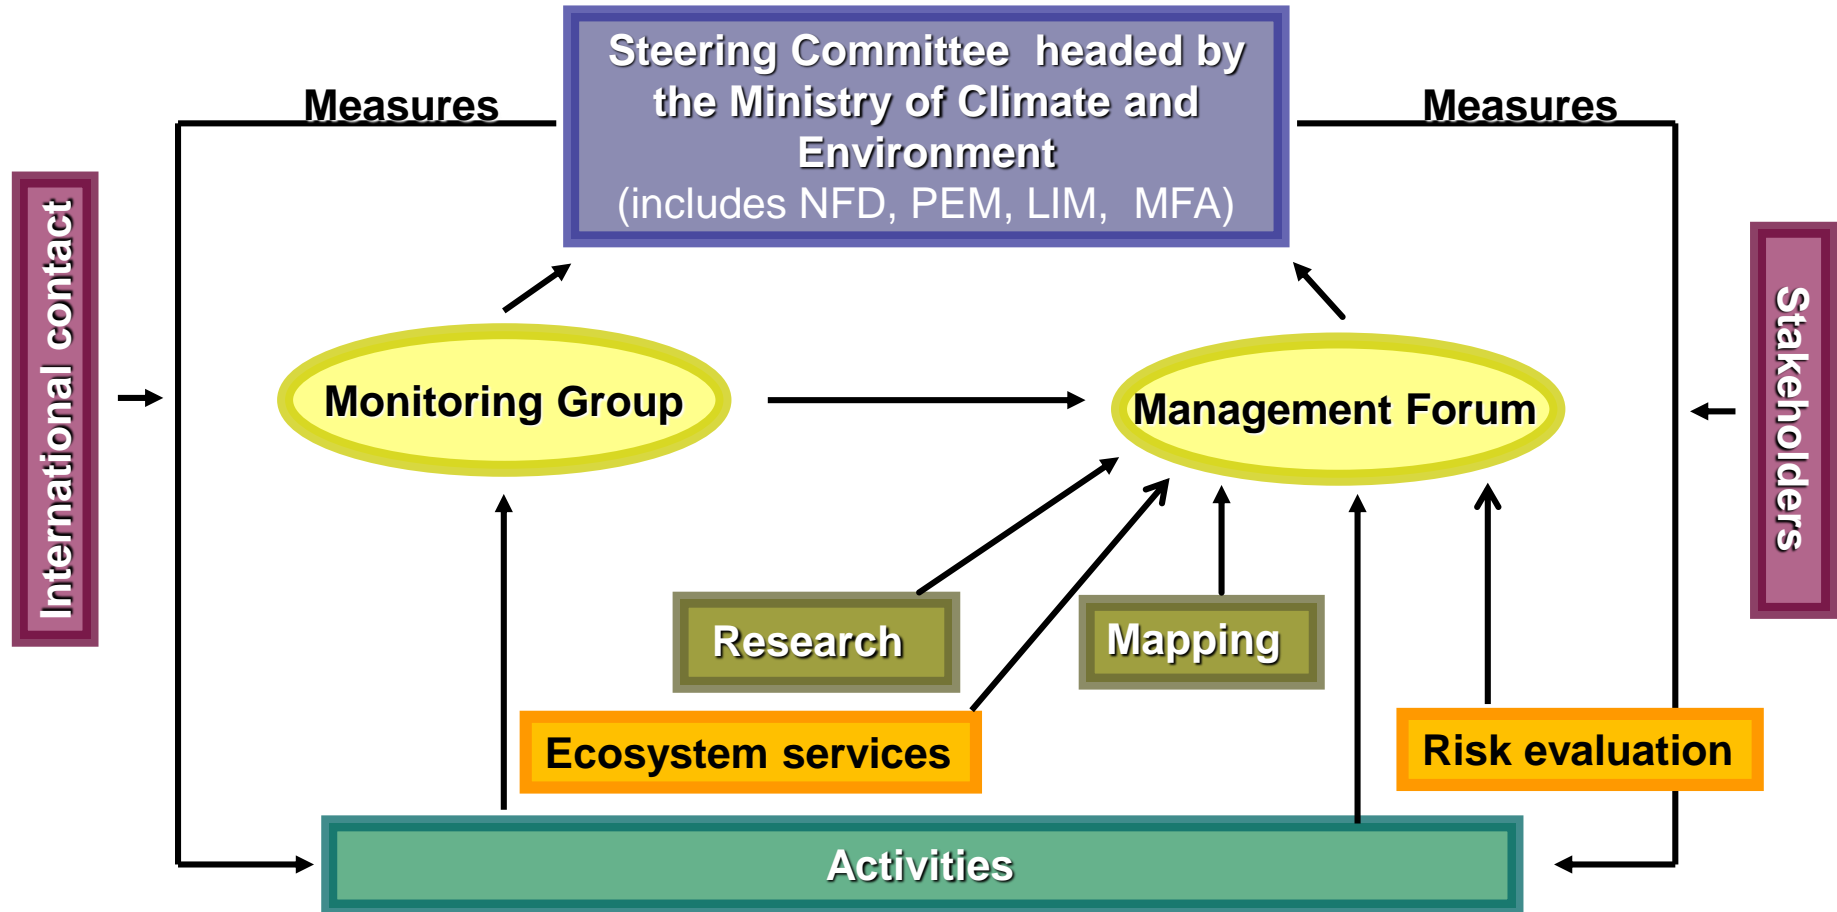 Steering Committee headed by
the Ministry of Climate and
Environment
(includes NFD, PEM, LIM, MFA)
Measures
Measures
International contact
Stakeholders
Monitoring Group
Management Forum
Research
Mapping
Ecosystem services
Risk evaluation
Activities